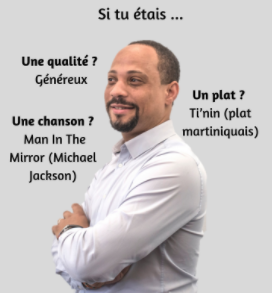 Si tu étais ...
Une qualité ?
Généreux
Un plat ?
Ti'nin (plat
martiniquais)
Une chanson ?
Man In The
Mirror (Michael
Jackson)